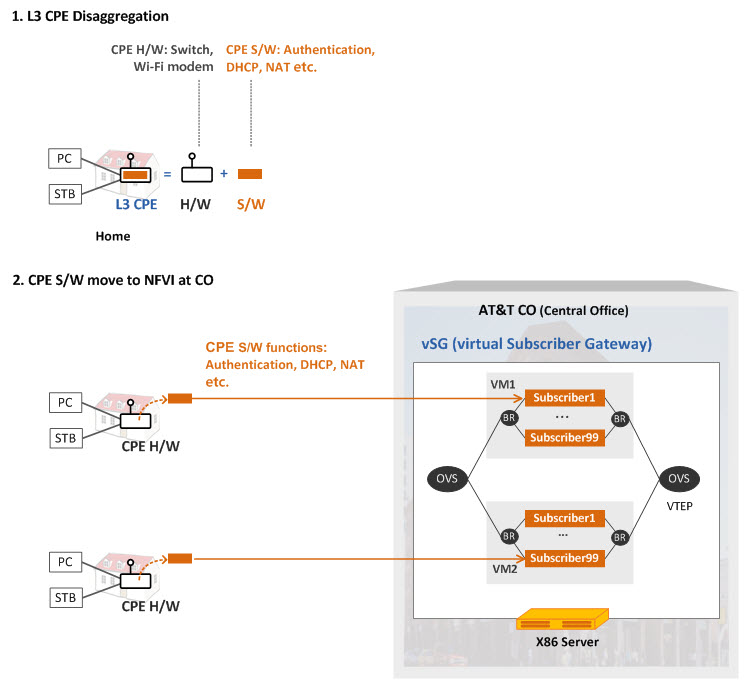 1. L3 CPE Disaggregation
CPE H/W: Switch,
Wi-Fi modem
CPE S/W: Authentication,
DHCP, NAT etc.
PC
STB
=
+
L3 CPE
H/W
S/W
Home
2. CPE S/W move to NFVI at CO
AT&T CO (Central Office)
vSG (virtual Subscriber Gateway)
CPE S/W functions:
Authentication, DHCP, NAT
etc.
PC
STB
CPE H/W
VM1
Subscriber1
...
Subscriber99
BR
BR
OVS
OVS
VTEP
Subscriber1
...
Subscriber99
BR
BR
VM2
PC
STB
CPE H/W
X86 Server